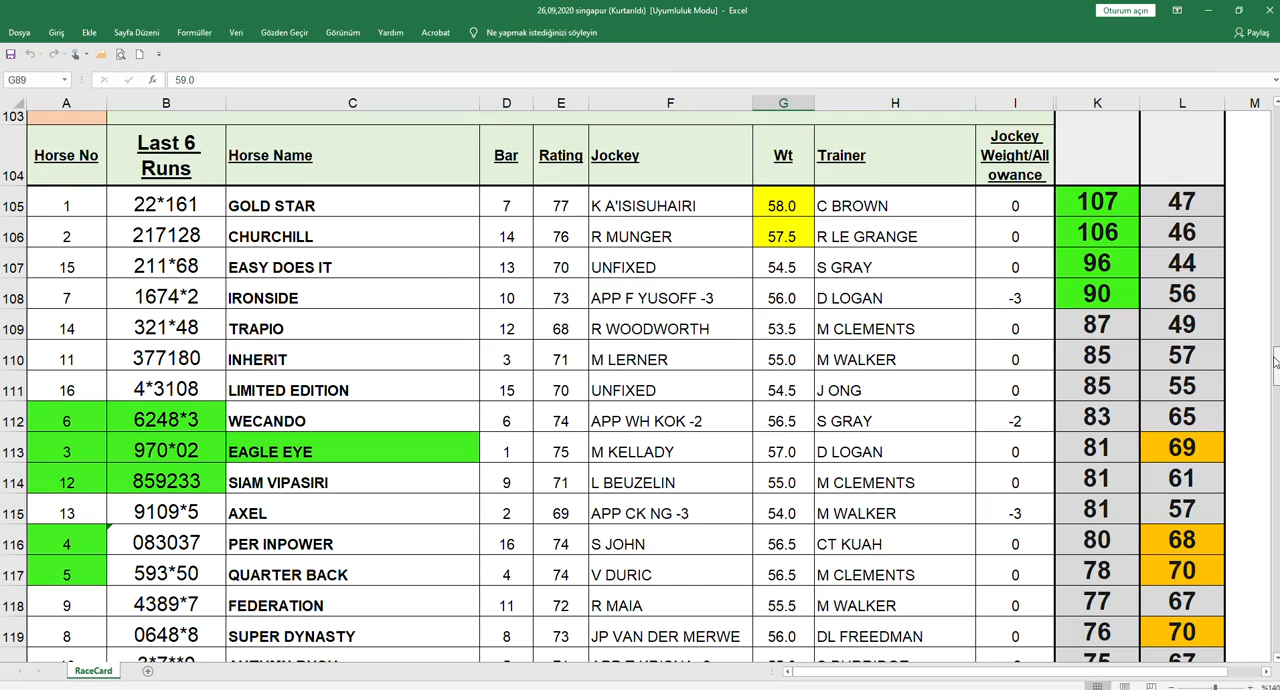 26,09,2020 singapur (Kurtarıldı) [Uyumluluk Modu] - Excel
Oturum açın
Dosya Giriş Ekle Sayfa Düzeni Formüller Veri Gözden Geçir Görünüm Yardım Acrobat Ne yapmak istediğinizi söyleyin Paylaş
G89 fx 59.0
A B C D E F G H I K L M
103
104 Horse No Last 6 Runs Horse Name Bar Rating Jockey Wt Trainer Jockey Weight/Allowance
105 1 22*161 GOLD STAR 7 77 K A'ISISUHAIRI 58.0 C BROWN 0 107 47
106 2 217128 CHURCHILL 14 76 R MUNGER 57.5 R LE GRANGE 0 106 46
107 15 211*68 EASY DOES IT 13 70 UNFIXED 54.5 S GRAY 0 96 44
108 7 1674*2 IRONSIDE 10 73 APP F YUSOFF -3 56.0 D LOGAN -3 90 56
109 14 321*48 TRAPIO 12 68 R WOODWORTH 53.5 M CLEMENTS 0 87 49
110 11 377180 INHERIT 3 71 M LERNER 55.0 M WALKER 0 85 57
111 16 4*3108 LIMITED EDITION 15 70 UNFIXED 54.5 J ONG 0 85 55
112 6 6248*3 WECANDO 6 74 APP WH KOK -2 56.5 S GRAY -2 83 65
113 3 970*02 EAGLE EYE 1 75 M KELLADY 57.0 D LOGAN 0 81 69
114 12 859233 SIAM VIPASIRI 9 71 L BEUZELIN 55.0 M CLEMENTS 0 81 61
115 13 9109*5 AXEL 2 69 APP CK NG -3 54.0 M WALKER -3 81 57
116 4 083037 PER INPOWER 16 74 S JOHN 56.5 CT KUAH 0 80 68
117 5 593*50 QUARTER BACK 4 74 V DURIC 56.5 M CLEMENTS 0 78 70
118 9 4389*7 FEDERATION 11 72 R MAIA 55.5 M WALKER 0 77 67
119 8 0648*8 SUPER DYNASTY 8 73 JP VAN DER MERWE 56.0 DL FREEDMAN 0 76 70
75 67
RaceCard
%140